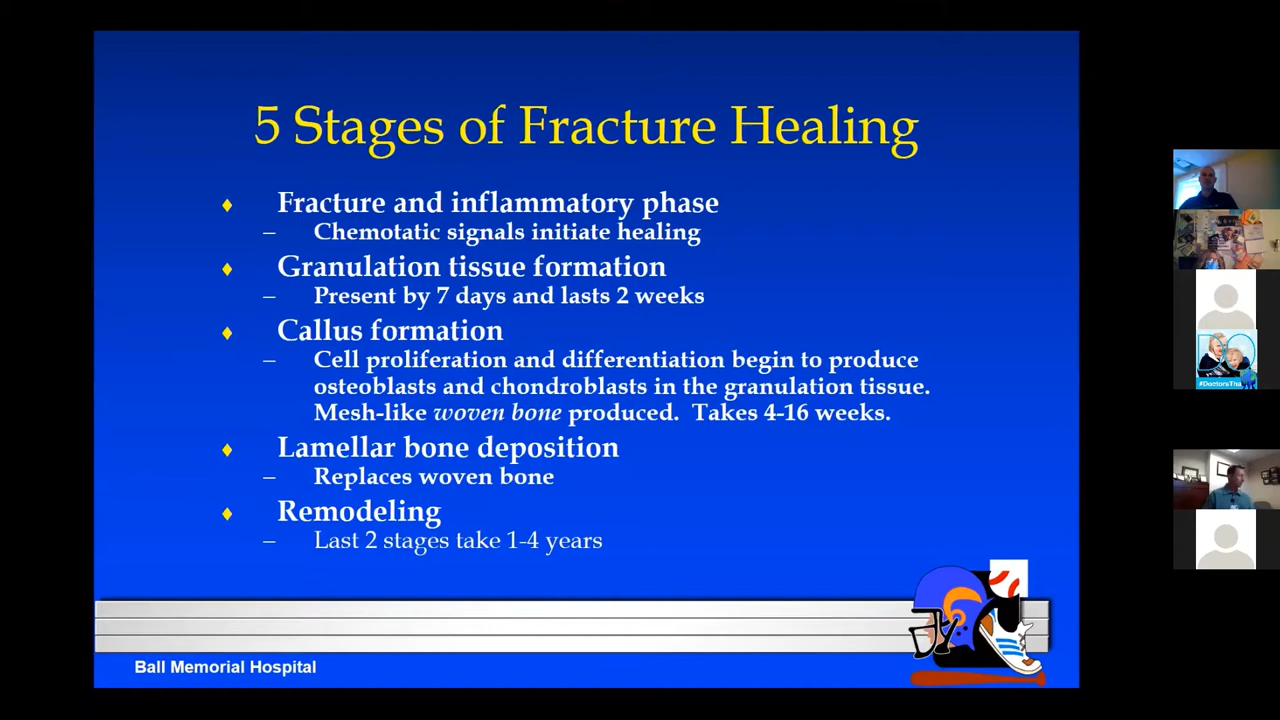 5 Stages of Fracture Healing
♦ Fracture and inflammatory phase
– Chemotatic signals initiate healing
♦ Granulation tissue formation
– Present by 7 days and lasts 2 weeks
♦ Callus formation
– Cell proliferation and differentiation begin to produce
osteoblasts and chondroblasts in the granulation tissue.
Mesh-like woven bone produced. Takes 4-16 weeks.
♦ Lamellar bone deposition
– Replaces woven bone
♦ Remodeling
– Last 2 stages take 1-4 years
Ball Memorial Hospital